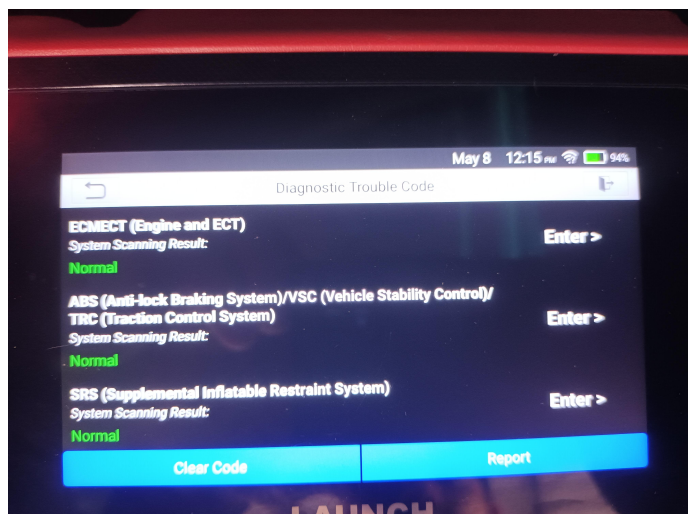 May 8 12:15 PM 94%
Diagnostic Trouble Code
ECMECT (Engine and ECT)
System Scanning Result:
Enter >
Normal
ABS (Anti-lock Braking System)/VSC (Vehicle Stability Control)/
TRC (Traction Control System)
Enter >
System Scanning Result:
Normal
SRS (Supplemental Inflatable Restraint System)
Enter >
System Scanning Result:
Normal
Clear Code
Report
LAUNCH